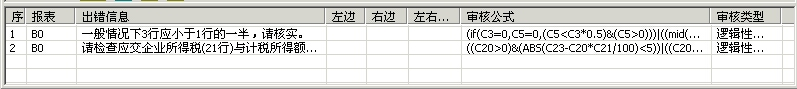 序 报表 出错信息 左边 右边 左右... 审核公式 审核类型
1 B0 一般情况下3行应小于1行的一半，请核实。 (if(C3=0,C5=0,(C5<C3*0.5)&(C5>0)))|((mid(... 逻辑性...
2 B0 请检查应交企业所得税(21行)与计税所得额... ((C20>0)&(ABS(C23-C20*C21/100)<5))|((C20... 逻辑性...